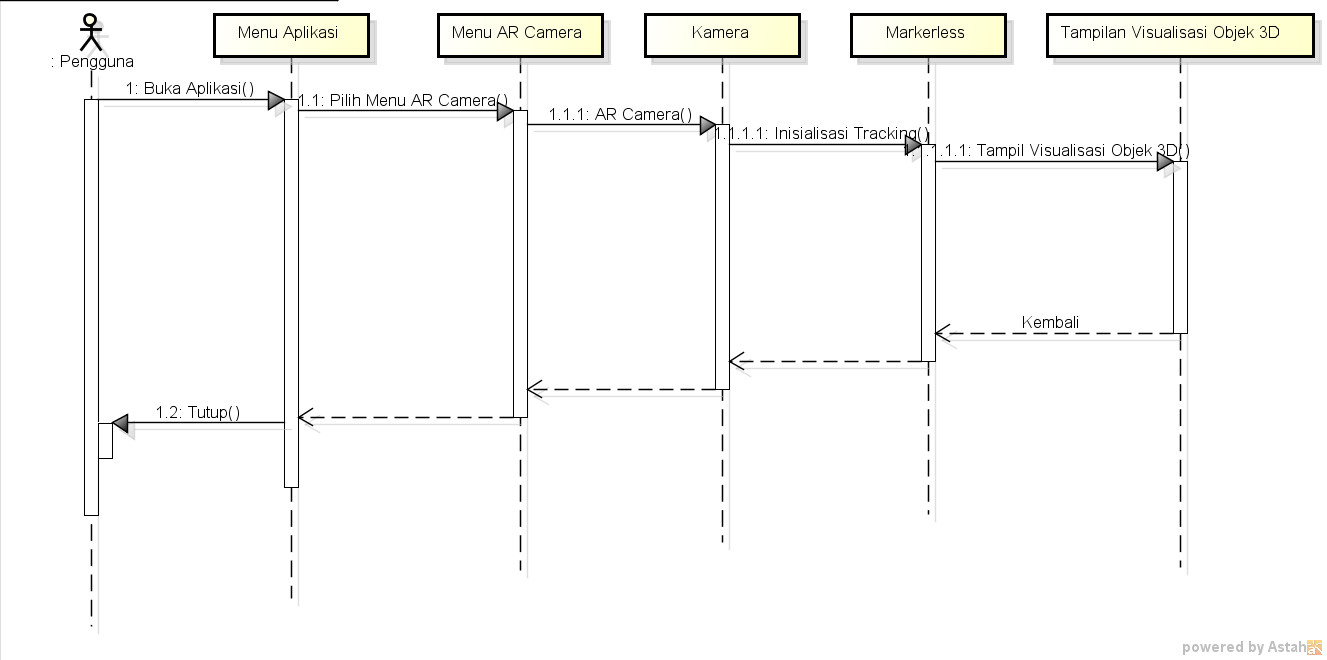 : Pengguna
Menu Aplikasi
Menu AR Camera
Kamera
Markerless
Tampilan Visualisasi Objek 3D
1: Buka Aplikasi()
1.1: Pilih Menu AR Camera()
1.1.1: AR Camera()
1.1.1.1: Inisialisasi Tracking()
1.1.1.1.1: Tampil Visualisasi Objek 3D()
Kembali
1.2: Tutup()
powered by Astah